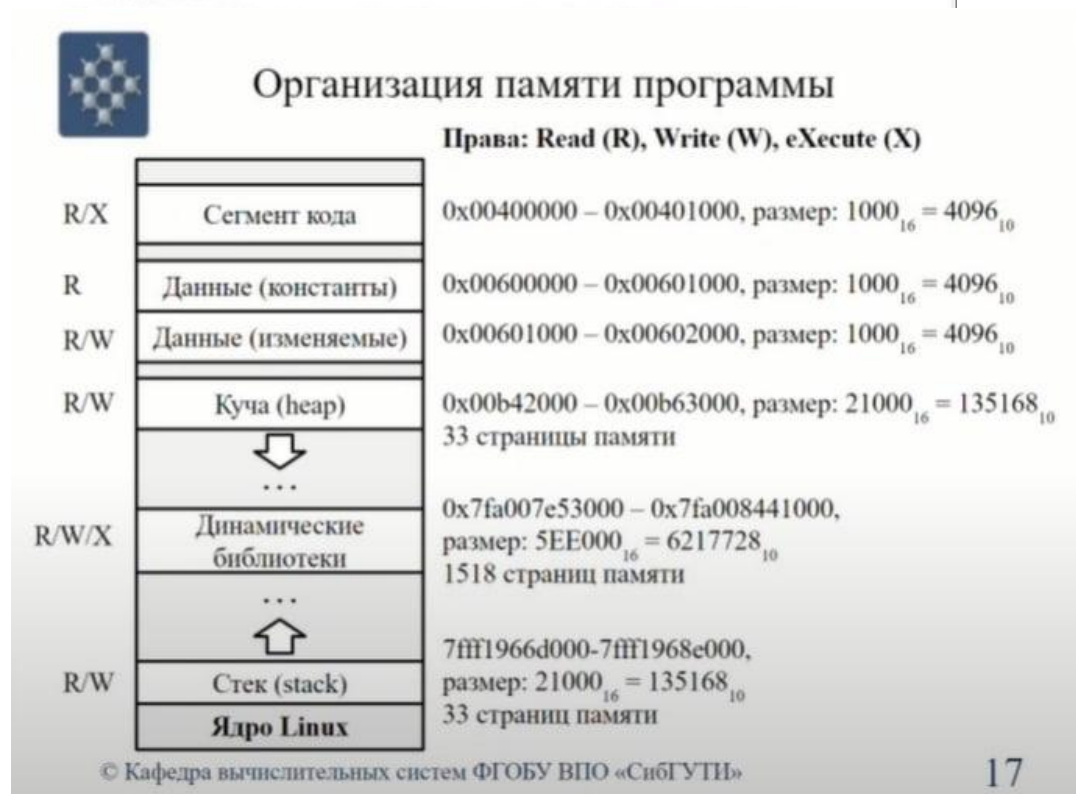 Организация памяти программы
Права: Read (R), Write (W), eXecute (X)
R/X
Сегмент кода
0x00400000 – 0x00401000, размер: 1000₁₆ = 4096₁₀
R
Данные (константы)
0x00600000 – 0x00601000, размер: 1000₁₆ = 4096₁₀
R/W
Данные (изменяемые)
0x00601000 – 0x00602000, размер: 1000₁₆ = 4096₁₀
R/W
Куча (heap)
0x00b42000 – 0x00b63000, размер: 21000₁₆ = 135168₁₀
33 страницы памяти
...
R/W/X
Динамические
библиотеки
0x7fa007e53000 – 0x7fa008441000,
размер: 5EE000₁₆ = 6217728₁₀
1518 страниц памяти
...
R/W
Стек (stack)
7fff1966d000-7fff1968e000,
размер: 21000₁₆ = 135168₁₀
33 страниц памяти
Ядро Linux
© Кафедра вычислительных систем ФГОБУ ВПО «СибГУТИ»
17